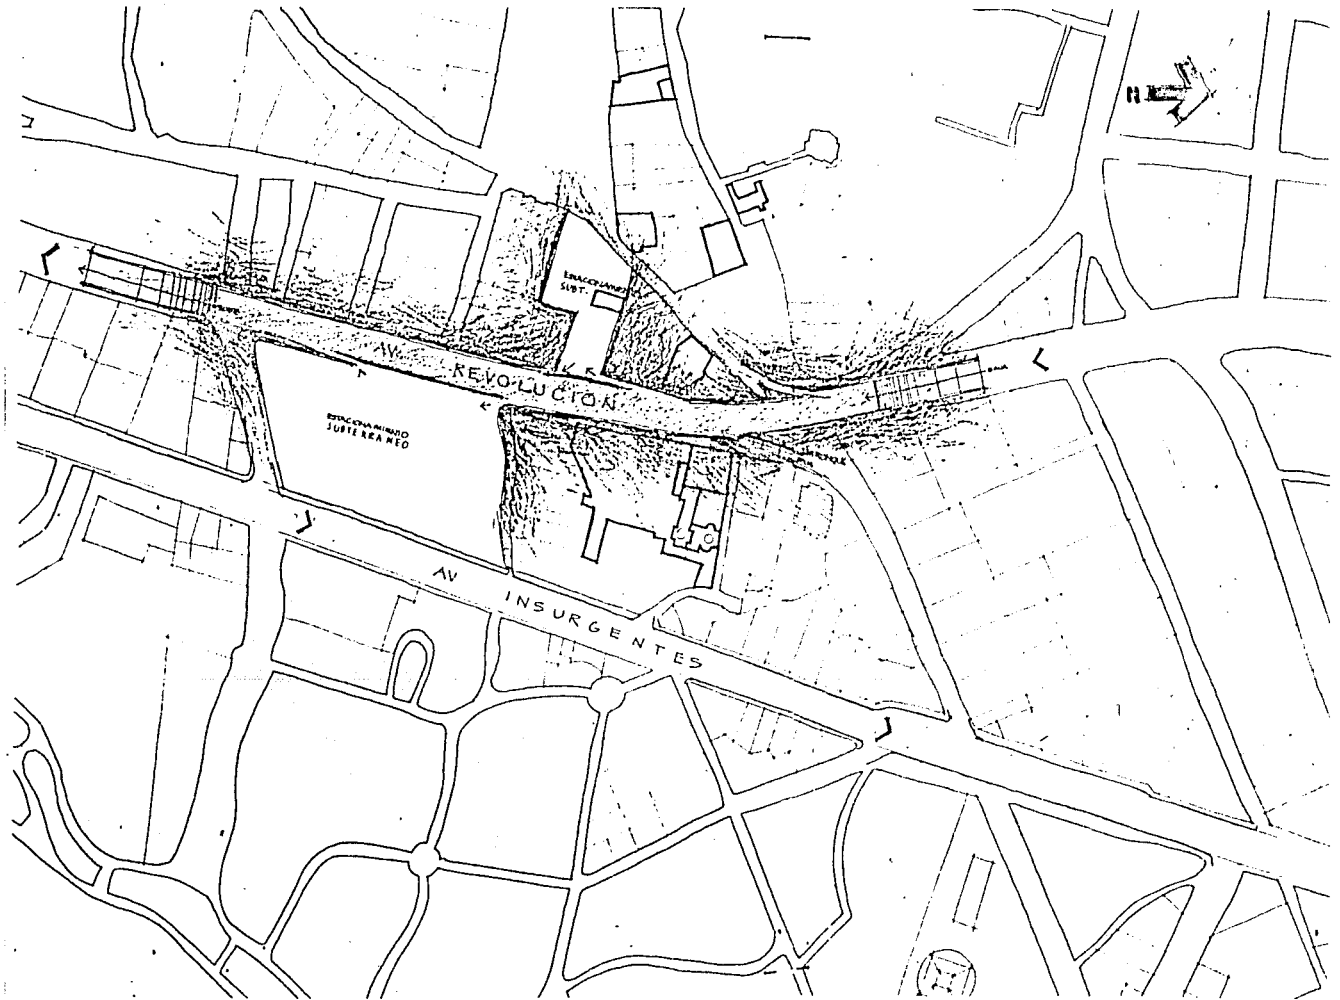 N
ESTACIONAMIENTO
SUBT.
AV.
REVOLUCION
ESTACIONAMIENTO
SUBTERRANEO
AV
INSURGENTES